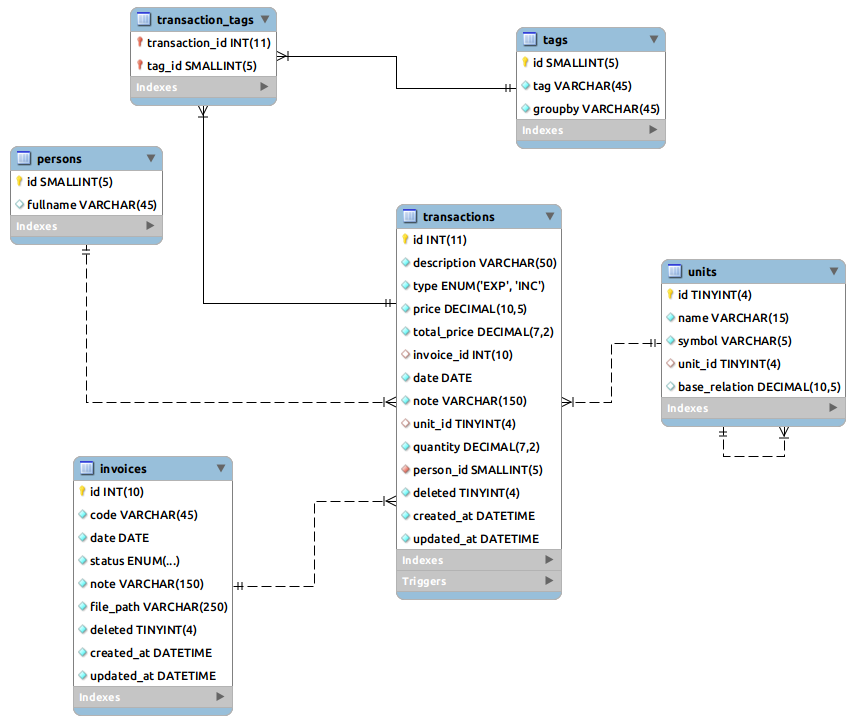 transaction_tags
transaction_id INT(11)
tag_id SMALLINT(5)
Indexes
tags
id SMALLINT(5)
tag VARCHAR(45)
groupby VARCHAR(45)
Indexes
persons
id SMALLINT(5)
fullname VARCHAR(45)
Indexes
transactions
id INT(11)
description VARCHAR(50)
type ENUM('EXP', 'INC')
price DECIMAL(10,5)
total_price DECIMAL(7,2)
invoice_id INT(10)
date DATE
note VARCHAR(150)
unit_id TINYINT(4)
quantity DECIMAL(7,2)
person_id SMALLINT(5)
deleted TINYINT(4)
created_at DATETIME
updated_at DATETIME
Indexes
Triggers
units
id TINYINT(4)
name VARCHAR(15)
symbol VARCHAR(5)
unit_id TINYINT(4)
base_relation DECIMAL(10,5)
Indexes
invoices
id INT(10)
code VARCHAR(45)
date DATE
status ENUM(...)
note VARCHAR(150)
file_path VARCHAR(250)
deleted TINYINT(4)
created_at DATETIME
updated_at DATETIME
Indexes